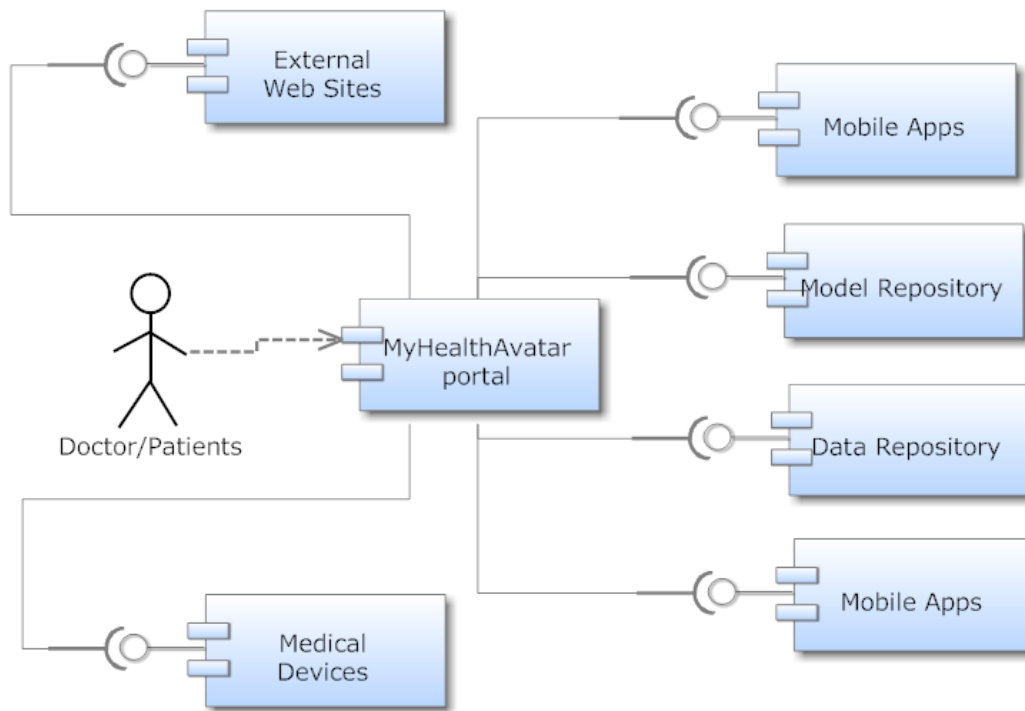 External
Web Sites
Mobile Apps
Model Repository
MyHealthAvatar
portal
Doctor/Patients
Data Repository
Mobile Apps
Medical
Devices